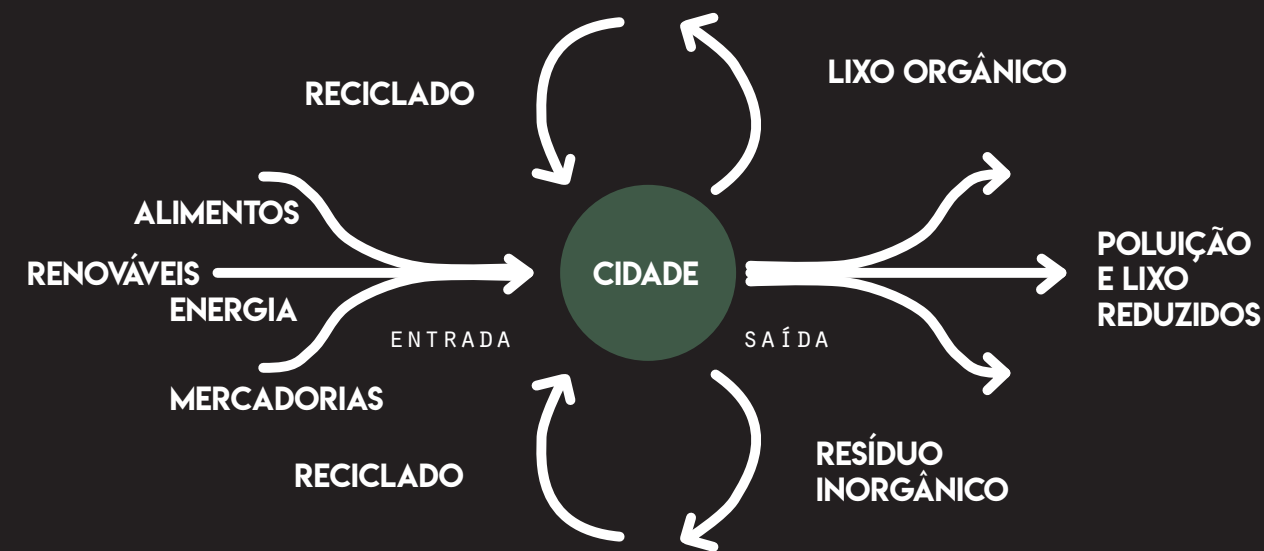 LIXO ORGÂNICO
RECICLADO
ALIMENTOS
RENOVÁVEIS
ENERGIA
MERCADORIAS
ENTRADA
CIDADE
SAÍDA
POLUIÇÃO
E LIXO
REDUZIDOS
RECICLADO
RESÍDUO
INORGÂNICO